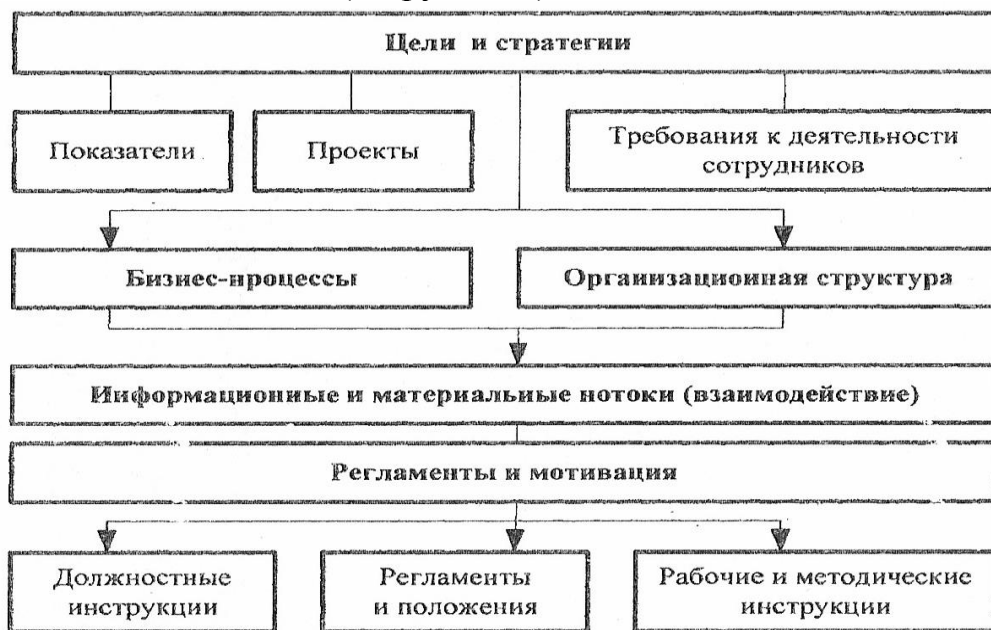 Цели и стратегии
Показатели
Проекты
Требования к деятельности
сотрудников
Бизнес-процессы
Организационная структура
Информационные и материальные потоки (взаимодействие)
Регламенты и мотивация
Должностные
инструкции
Регламенты
и положения
Рабочие и методические
инструкции